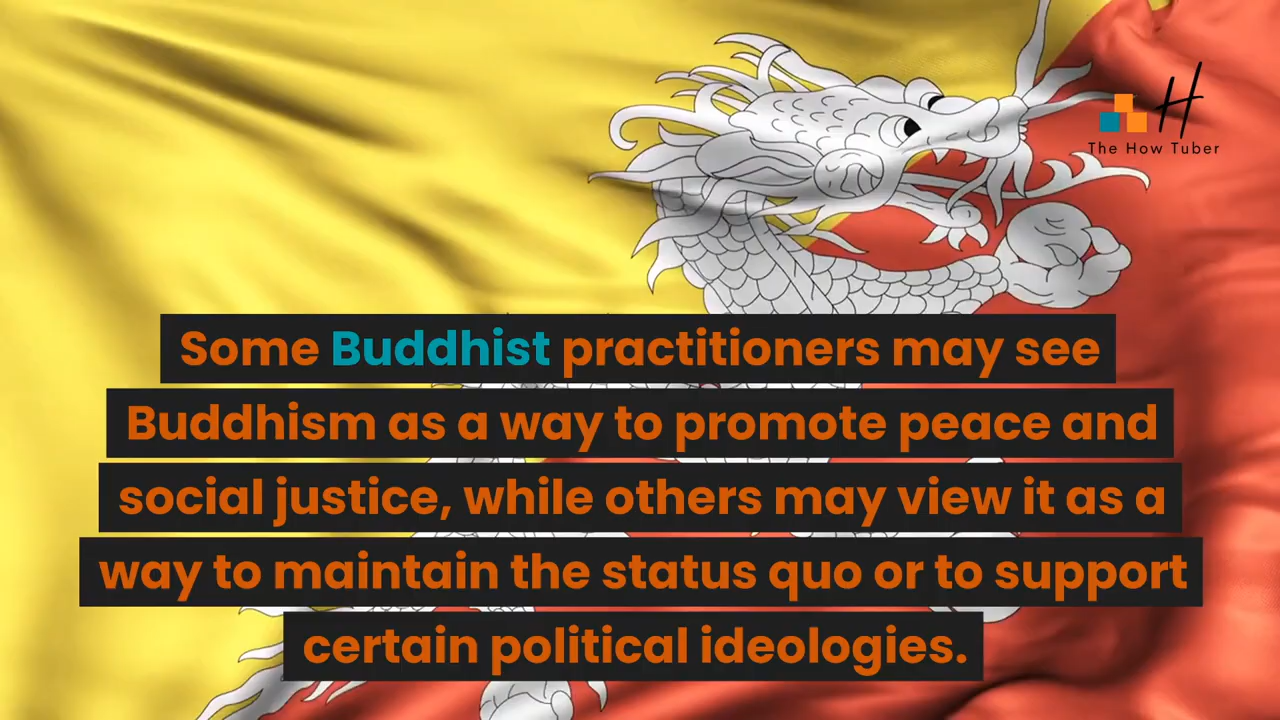 H
The How Tuber
Some Buddhist practitioners may see
Buddhism as a way to promote peace and
social justice, while others may view it as a
way to maintain the status quo or to support
certain political ideologies.